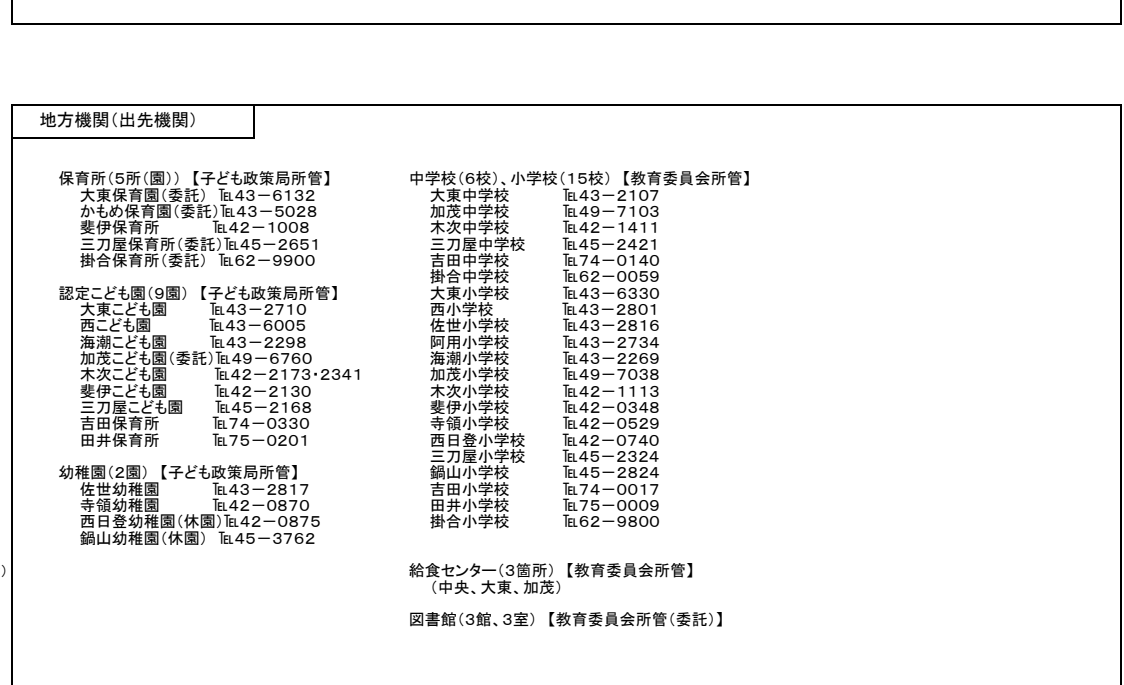 地方機関(出先機関)
保育所(5所(園))【子ども政策局所管】
大東保育園(委託) ℡43-6132
かもめ保育園(委託)℡43-5028
斐伊保育所 ℡42-1008
三刀屋保育所(委託)℡45-2651
掛合保育所(委託) ℡62-9900
認定こども園(9園)【子ども政策局所管】
大東こども園 ℡43-2710
西こども園 ℡43-6005
海潮こども園 ℡43-2298
加茂こども園(委託)℡49-6760
木次こども園 ℡42-2173・2341
斐伊こども園 ℡42-2130
三刀屋こども園 ℡45-2168
吉田保育所 ℡74-0330
田井保育所 ℡75-0201
幼稚園(2園)【子ども政策局所管】
佐世幼稚園 ℡43-2817
寺領幼稚園 ℡42-0870
西日登幼稚園(休園)℡42-0875
鍋山幼稚園(休園) ℡45-3762
)
中学校(6校)、小学校(15校)【教育委員会所管】
大東中学校 ℡43-2107
加茂中学校 ℡49-7103
木次中学校 ℡42-1411
三刀屋中学校 ℡45-2421
吉田中学校 ℡74-0140
掛合中学校 ℡62-0059
大東小学校 ℡43-6330
西小学校 ℡43-2801
佐世小学校 ℡43-2816
阿用小学校 ℡43-2734
海潮小学校 ℡43-2269
加茂小学校 ℡49-7038
木次小学校 ℡42-1113
斐伊小学校 ℡42-0348
寺領小学校 ℡42-0529
西日登小学校 ℡42-0740
三刀屋小学校 ℡45-2324
鍋山小学校 ℡45-2824
吉田小学校 ℡74-0017
田井小学校 ℡75-0009
掛合小学校 ℡62-9800
給食センター(3箇所)【教育委員会所管】
(中央、大東、加茂)
図書館(3館、3室)【教育委員会所管(委託)】